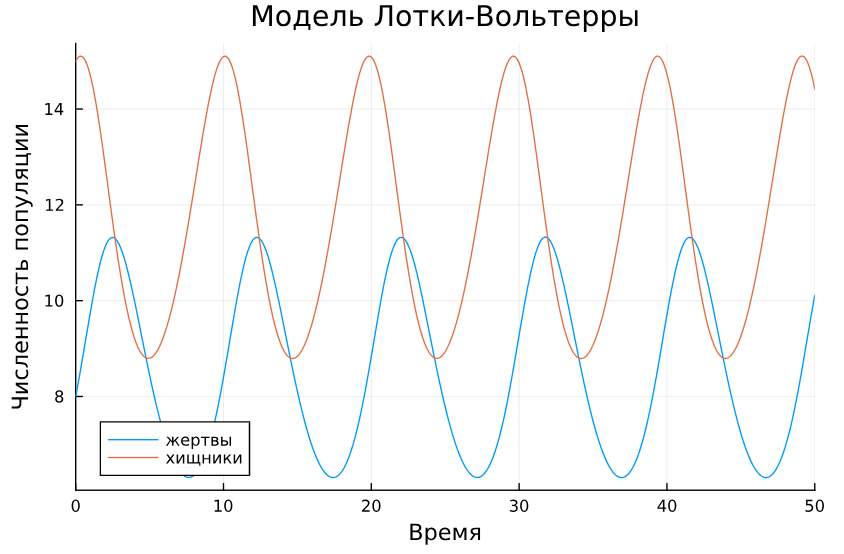 Модель Лотки-Вольтерры
Численность популяции
14
12
10
8
жертвы
хищники
0 10 20 30 40 50
Время